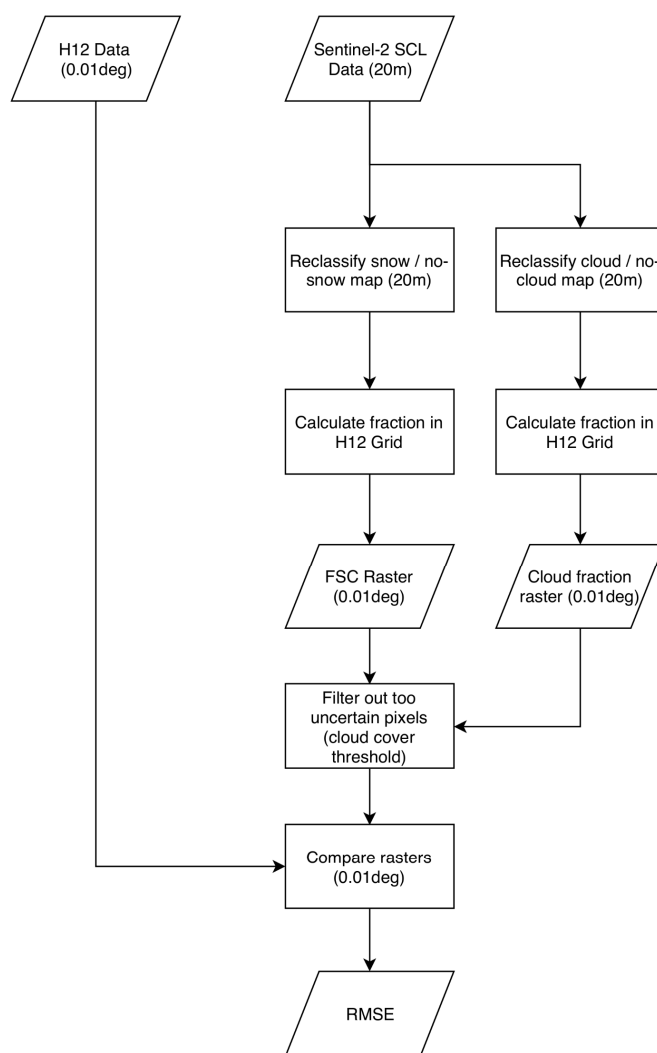 H12 Data
(0.01deg)
Sentinel-2 SCL
Data (20m)
Reclassify snow / no-
snow map (20m)
Reclassify cloud / no-
cloud map (20m)
Calculate fraction in
H12 Grid
Calculate fraction in
H12 Grid
FSC Raster
(0.01deg)
Cloud fraction
raster (0.01deg)
Filter out too
uncertain pixels
(cloud cover
threshold)
Compare rasters
(0.01deg)
RMSE